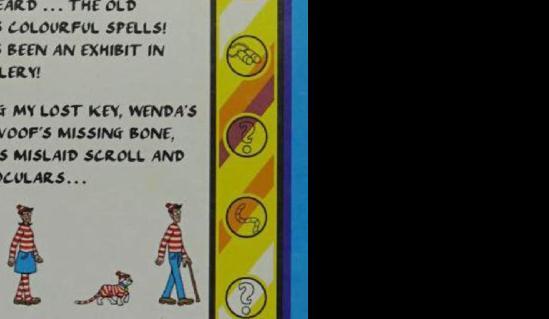 EARD ... THE OLD
S COLOURFUL SPELLS!
S BEEN AN EXHIBIT IN
LERY!
G MY LOST KEY, WENDA'S
WOOF'S MISSING BONE,
S MISLAID SCROLL AND
OCULARS...